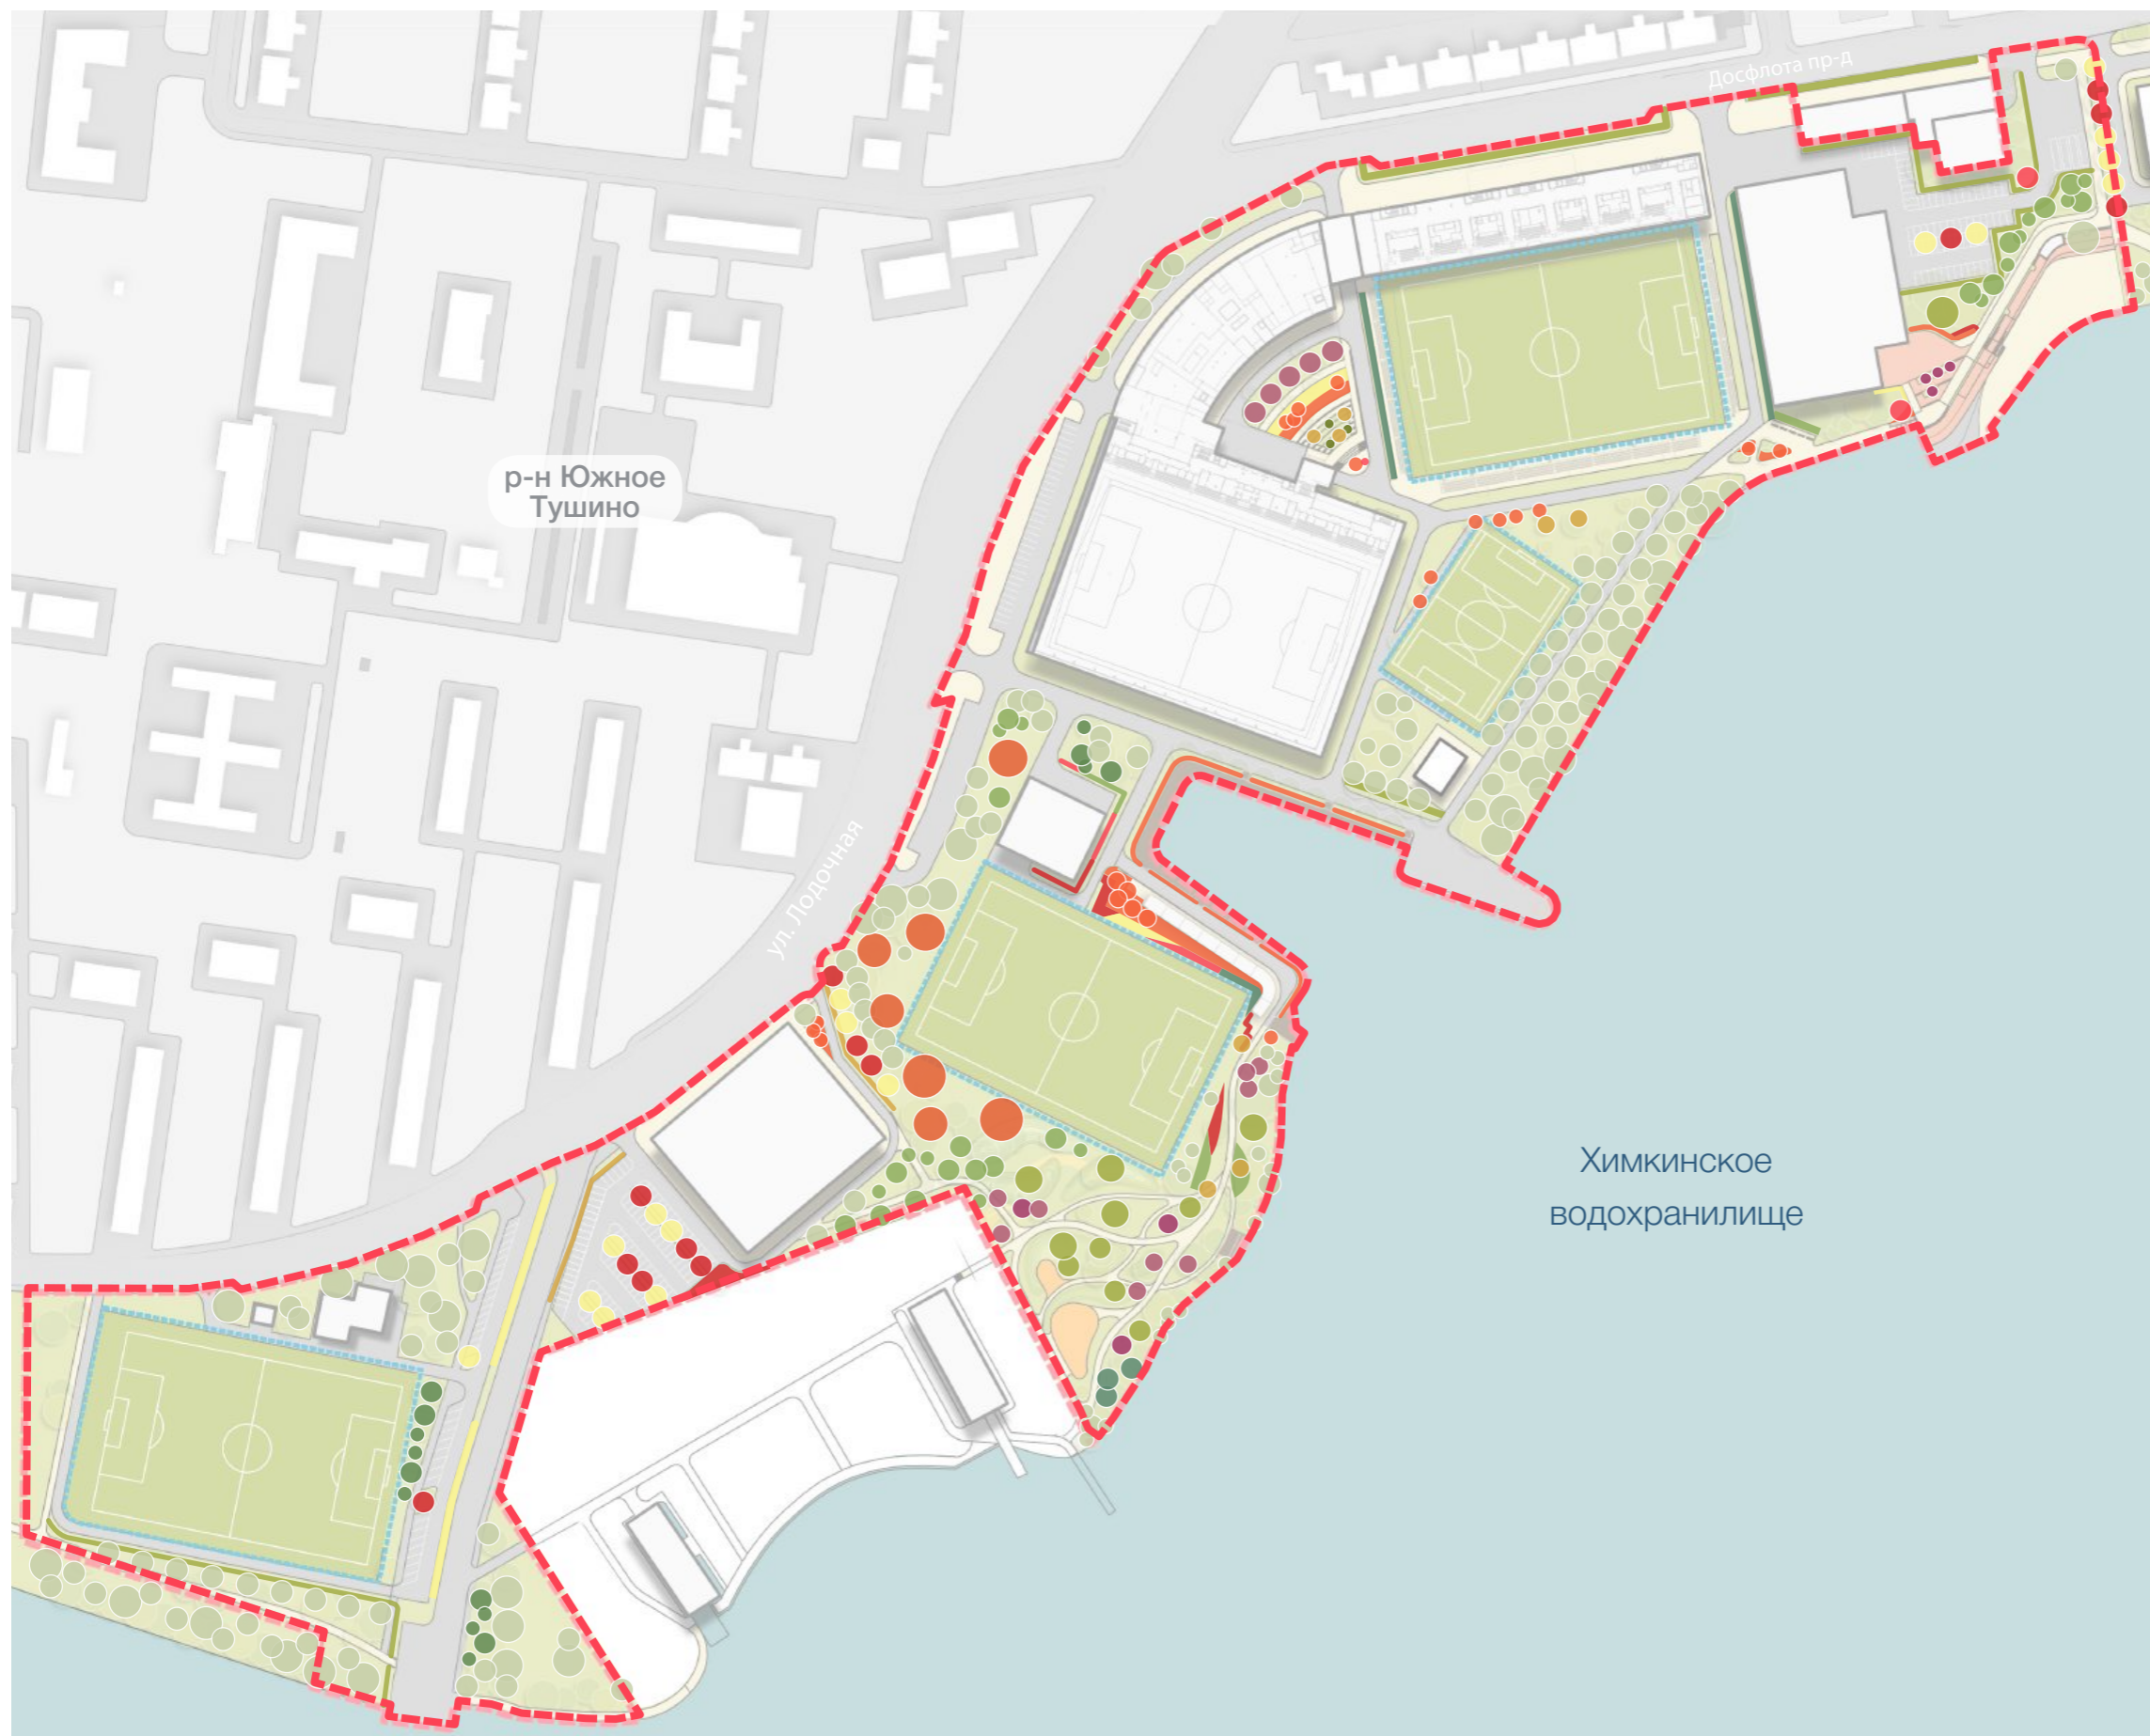 Досфлота пр-д
р-н Южное
Тушино
ул. Лодочная
Химкинское
водохранилище